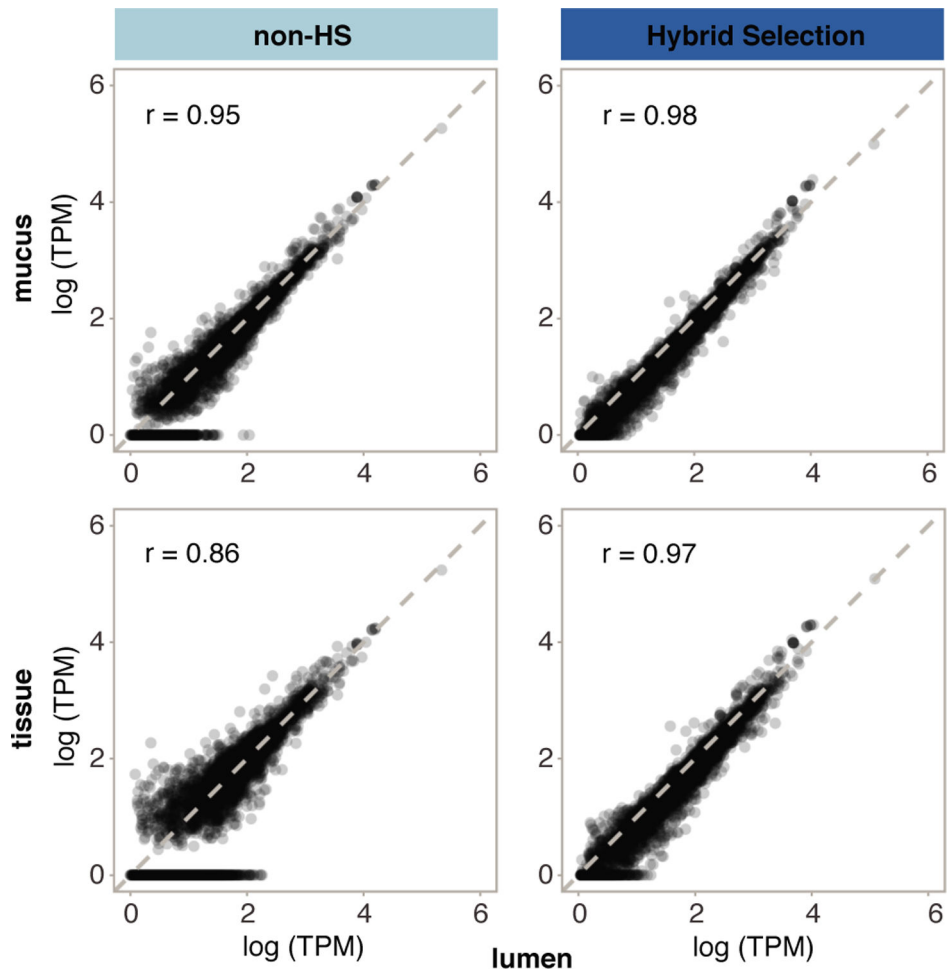 non-HS
Hybrid Selection
mucus
log (TPM)
r = 0.95
6
4
2
0
0 2 4 6
r = 0.98
6
4
2
0
0 2 4 6
tissue
log (TPM)
r = 0.86
6
4
2
0
0 2 4 6
log (TPM)
r = 0.97
6
4
2
0
0 2 4 6
log (TPM)
lumen